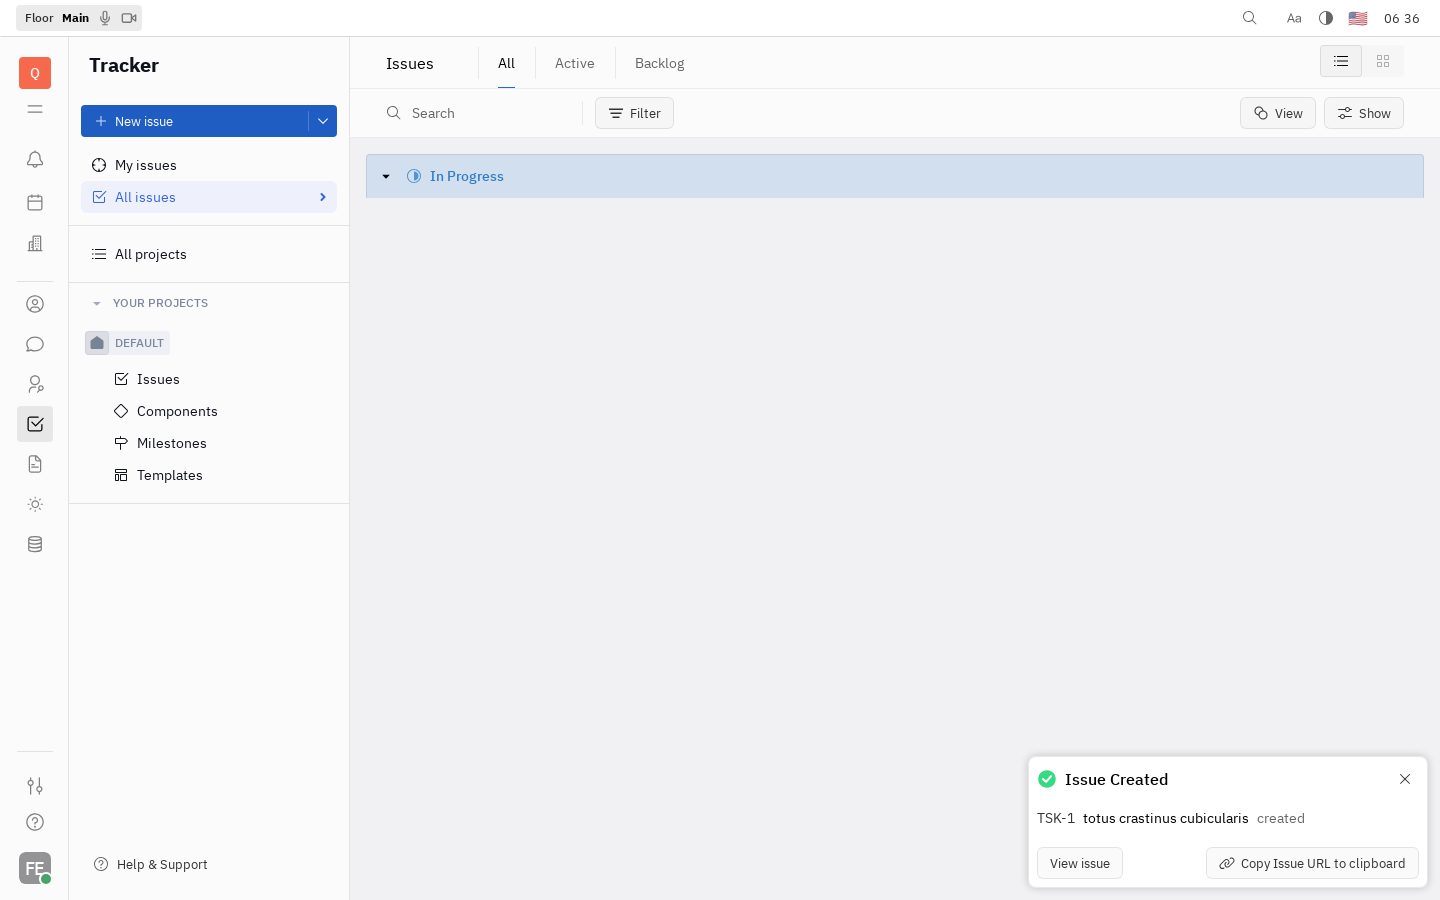 Floor Main
Aa
06 36
Q
Tracker
New issue
My issues
All issues
All projects
YOUR PROJECTS
DEFAULT
Issues
Components
Milestones
Templates
Help & Support
FE
Issues
All
Active
Backlog
Search
Filter
View
Show
In Progress
Issue Created
TSK-1 totus crastinus cubicularis created
View issue
Copy Issue URL to clipboard